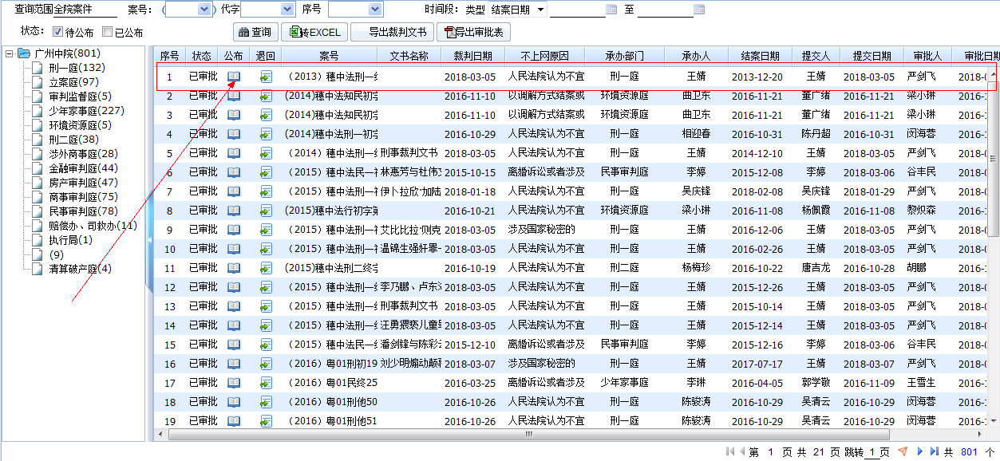 查询范围全院案件 案号： ( ) 代字 序号 时间段： 类型 结案日期 至
状态： 待公布 已公布 查询 转EXCEL 导出裁判文书 导出审批表
广州中院(801)
刑一庭(132)
立案庭(97)
审判监督庭(5)
少年家事庭(227)
环境资源庭(5)
刑二庭(38)
涉外商事庭(28)
金融审判庭(44)
房产审判庭(47)
商事审判庭(75)
民事审判庭(78)
赔偿办、司救办(11)
执行局(1)
(9)
清算破产庭(4)
序号 状态 公布 退回 案号 文书名称 裁判日期 不上网原因 承办部门 承办人 结案日期 提交人 提交日期 审批人 审批日期
1 已审批 （2013）穗中法刑一 2018-03-05 人民法院认为不宜 刑一庭 王婧 2013-12-20 王婧 2018-03-05 严剑飞 2018-
2 已审批 (2014)穗中法知民初字 2016-11-10 以调解方式结案或 环境资源庭 曲卫东 2016-11-21 董广绪 2016-11-21 梁小琳 2016-
3 已审批 (2014)穗中法知民初字 2016-11-10 以调解方式结案或 环境资源庭 曲卫东 2016-11-21 董广绪 2016-11-21 梁小琳 2016-
4 已审批 (2014)穗中法刑一初字 2016-10-29 人民法院认为不宜 刑一庭 相迎春 2016-10-31 陈丹超 2016-10-31 闵海蓉 2016-
5 已审批 （2014）穗中法刑一 刑事裁判文书 2018-03-05 人民法院认为不宜 刑一庭 王婧 2014-12-10 王婧 2018-03-05 严剑飞 2018-
6 已审批 （2015）穗中法民一 林惠芳与杜伟 2015-10-15 离婚诉讼或者涉及 民事审判庭 李婷 2015-12-08 李婷 2018-03-06 谷丰民 2018-
7 已审批 （2015）穗中法刑一 伊卜拉欣·加陆 2018-01-18 人民法院认为不宜 刑一庭 吴庆锋 2018-02-08 吴庆锋 2018-01-29 严剑飞 2018-
8 已审批 (2015)穗中法行初字第 2016-10-21 人民法院认为不宜 环境资源庭 梁小琳 2016-11-08 杨佩霞 2016-11-08 黎炽森 2016-
9 已审批 （2015）穗中法刑一 艾比比拉·则克 2018-03-05 涉及国家秘密的 刑一庭 王婧 2016-12-06 王婧 2018-03-05 严剑飞 2018-
10 已审批 （2015）穗中法刑一 温锦生强奸罪- 2018-03-05 人民法院认为不宜 刑一庭 王婧 2016-02-26 王婧 2018-03-05 严剑飞 2018-
11 已审批 (2015)穗中法刑二终字 2016-10-19 人民法院认为不宜 刑二庭 杨梅珍 2016-10-22 唐吉龙 2016-10-28 胡鹏 2016-
12 已审批 （2015）穗中法刑一 李乃鹏、卢东 2018-03-05 人民法院认为不宜 刑一庭 王婧 2015-12-26 王婧 2018-03-05 严剑飞 2018-
13 已审批 （2015）穗中法刑一 刑事裁判文书 2018-03-05 人民法院认为不宜 刑一庭 王婧 2015-10-14 王婧 2018-03-05 严剑飞 2018-
14 已审批 （2015）穗中法刑一 汪勇猥亵儿童 2018-03-05 人民法院认为不宜 刑一庭 王婧 2015-12-14 王婧 2018-03-05 严剑飞 2018-
15 已审批 （2015）穗中法民一 潘剑锋与陈彩 2015-12-10 离婚诉讼或者涉及 民事审判庭 李婷 2015-12-16 李婷 2018-03-06 谷丰民 2018-
16 已审批 （2016）粤01刑初19 刘少明煽动颠 2018-03-07 涉及国家秘密的 刑一庭 王婧 2017-07-17 王婧 2018-03-07 严剑飞 2018-
17 已审批 （2016）粤01民终25 2016-03-25 离婚诉讼或者涉及 少年家事庭 李琳 2016-04-05 郭学敬 2016-11-09 王雪生 2016-
18 已审批 （2016）粤01刑他50 2016-10-26 人民法院认为不宜 刑一庭 陈骏涛 2016-10-29 吴清云 2016-10-29 闵海蓉 2016-
19 已审批 （2016）粤01刑他51 2016-10-26 人民法院认为不宜 刑一庭 陈骏涛 2016-10-29 吴清云 2016-10-29 闵海蓉 2016-
第 1 页 共 21 页 跳转 1 页 共 801 个